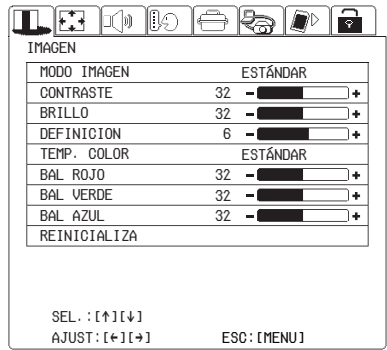 IMAGEN
MODO IMAGEN ESTÁNDAR
CONTRASTE 32 - +
BRILLO 32 - +
DEFINICION 6 - +
TEMP. COLOR ESTÁNDAR
BAL ROJO 32 - +
BAL VERDE 32 - +
BAL AZUL 32 - +
REINICIALIZA
SEL.:[↑][↓]
AJUST:[←][→] ESC:[MENU]